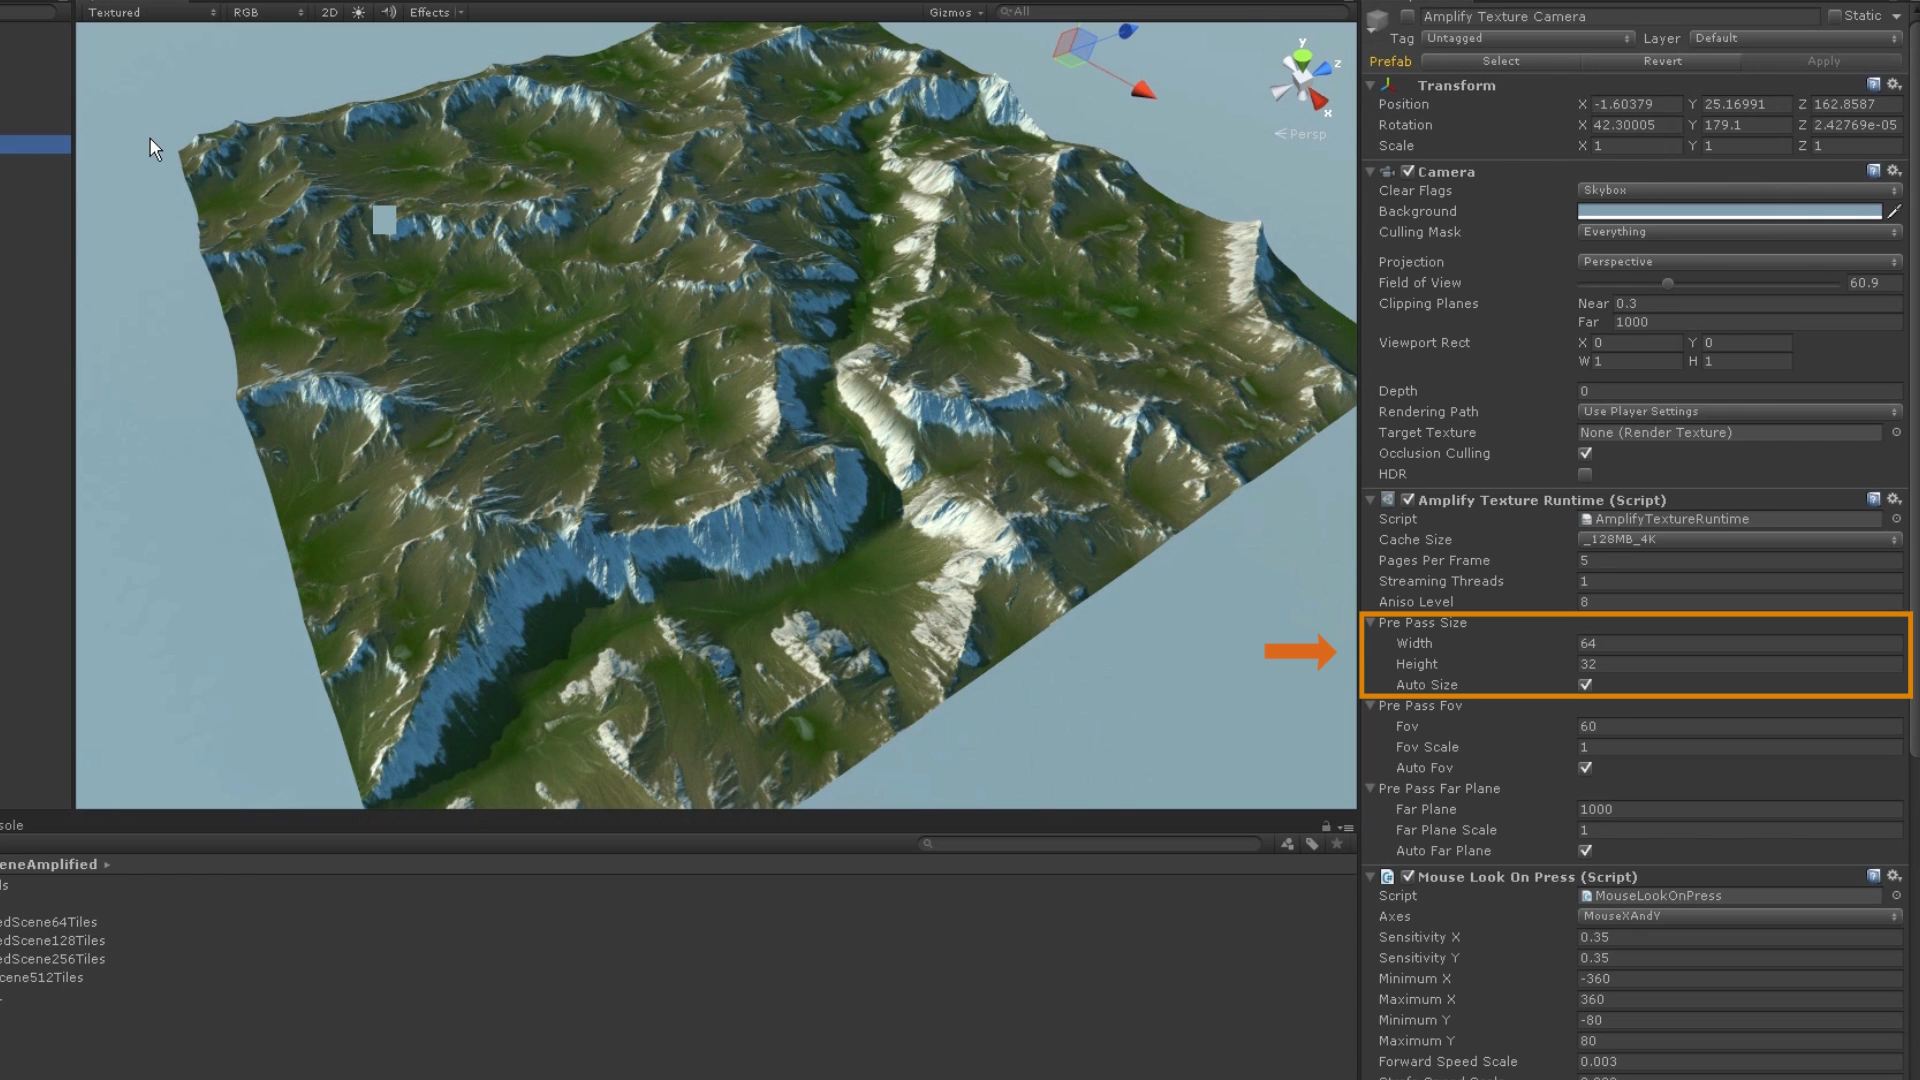 Textured RGB 2D Effects Gizmos All
Amplify Texture Camera Static
Tag Untagged Layer Default
Prefab Select Revert Apply
Transform
Position X -1.60379 Y 25.16991 Z 162.8587
Rotation X 42.30005 Y 179.1 Z 2.42769e-05
Scale X 1 Y 1 Z 1
Camera
Clear Flags Skybox
Background
Culling Mask Everything
Projection Perspective
Field of View 60.9
Clipping Planes Near 0.3
Far 1000
Viewport Rect X 0 Y 0
W 1 H 1
Depth 0
Rendering Path Use Player Settings
Target Texture None (Render Texture)
Occlusion Culling
HDR
Amplify Texture Runtime (Script)
Script AmplifyTextureRuntime
Cache Size _128MB_4K
Pages Per Frame 5
Streaming Threads 1
Aniso Level 8
Pre Pass Size
Width 64
Height 32
Auto Size
Pre Pass Fov
Fov 60
Fov Scale 1
Auto Fov
Pre Pass Far Plane
Far Plane 1000
Far Plane Scale 1
Auto Far Plane
Mouse Look On Press (Script)
Script MouseLookOnPress
Axes MouseXAndY
Sensitivity X 0.35
Sensitivity Y 0.35
Minimum X -360
Maximum X 360
Minimum Y -80
Maximum Y 80
Forward Speed Scale 0.003
y
z
x
Persp
sole
eneAmplified
ls
edScene64Tiles
edScene128Tiles
edScene256Tiles
cene512Tiles